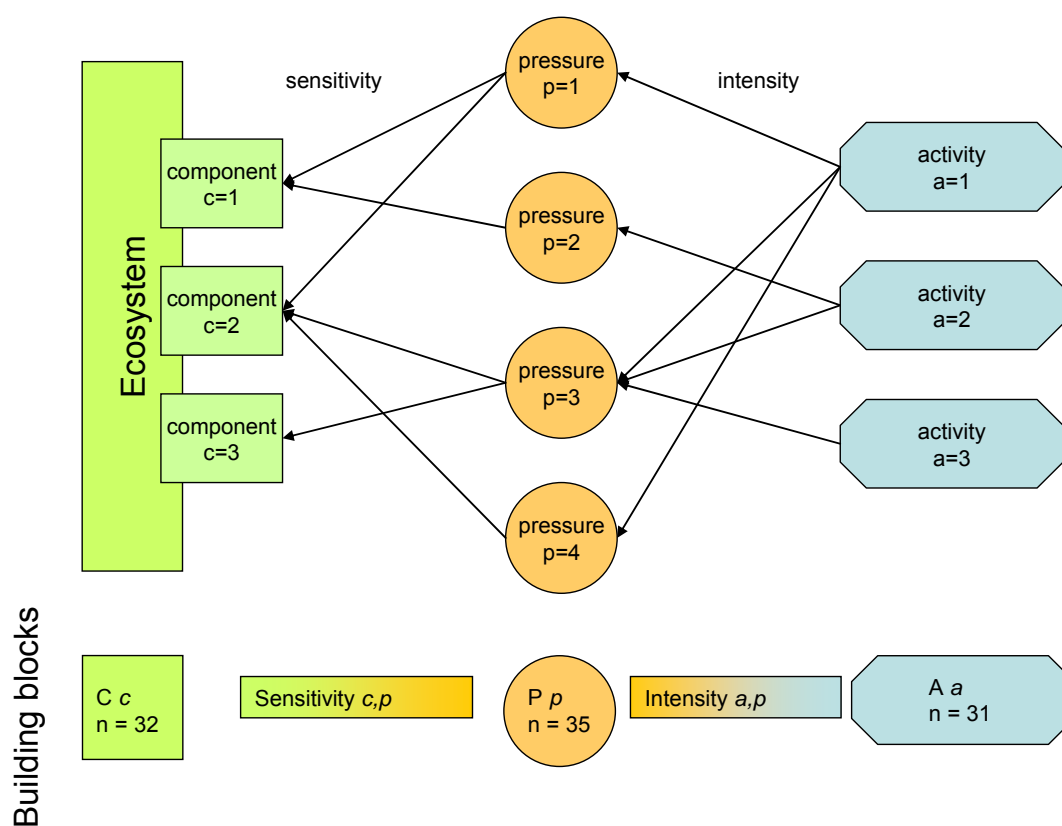 sensitivity
pressure
p=1
intensity
Ecosystem
component
c=1
pressure
p=2
activity
a=1
component
c=2
activity
a=2
component
c=3
pressure
p=3
activity
a=3
pressure
p=4
Building blocks
C c
n = 32
Sensitivity c,p
P p
n = 35
Intensity a,p
A a
n = 31